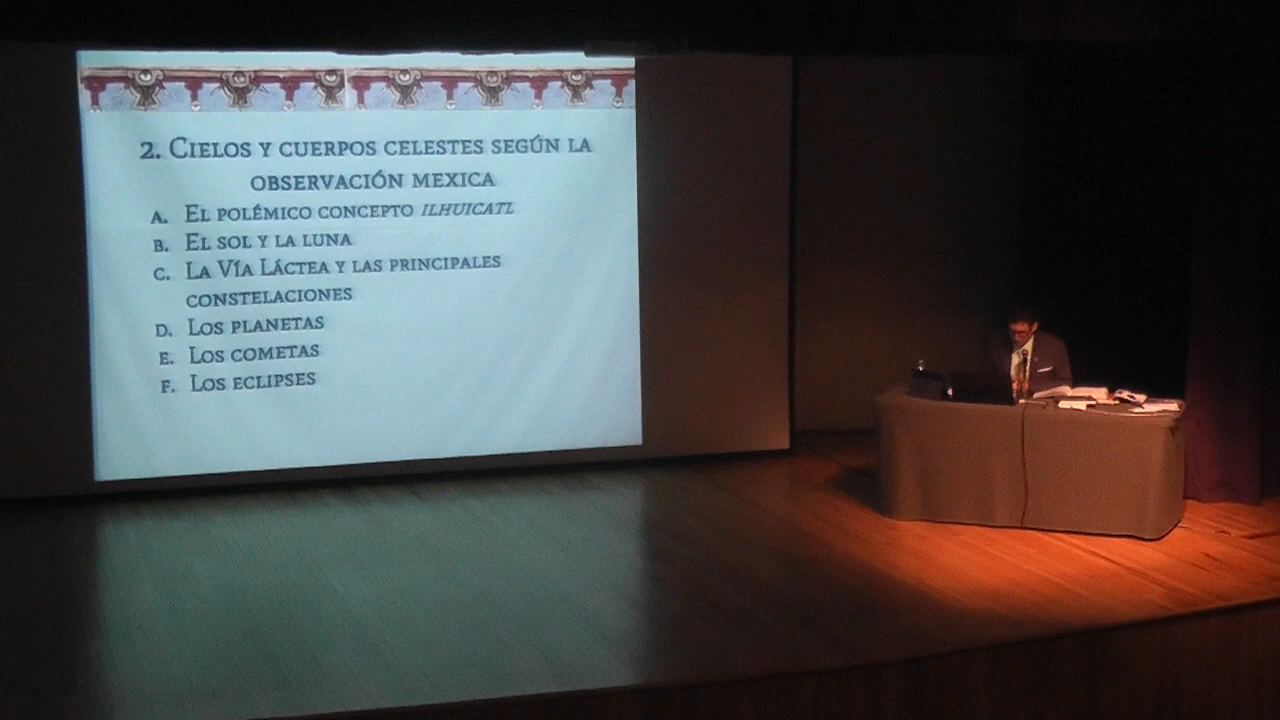 2. Cielos y cuerpos celestes según la
observación mexica
A. El polémico concepto ilhuicatl
B. El sol y la luna
C. La Vía Láctea y las principales
constelaciones
D. Los planetas
E. Los cometas
F. Los eclipses